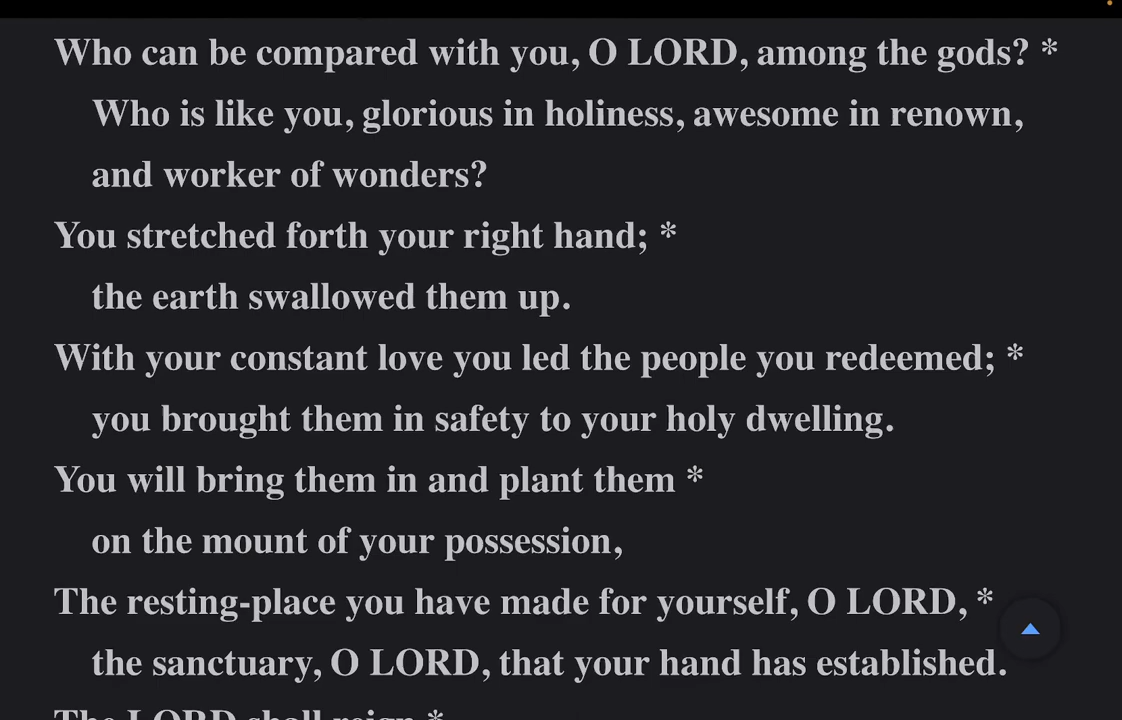 Who can be compared with you, O LORD, among the gods? *
Who is like you, glorious in holiness, awesome in renown,
and worker of wonders?
You stretched forth your right hand; *
the earth swallowed them up.
With your constant love you led the people you redeemed; *
you brought them in safety to your holy dwelling.
You will bring them in and plant them *
on the mount of your possession,
The resting-place you have made for yourself, O LORD, *
the sanctuary, O LORD, that your hand has established.
The LORD shall reign *